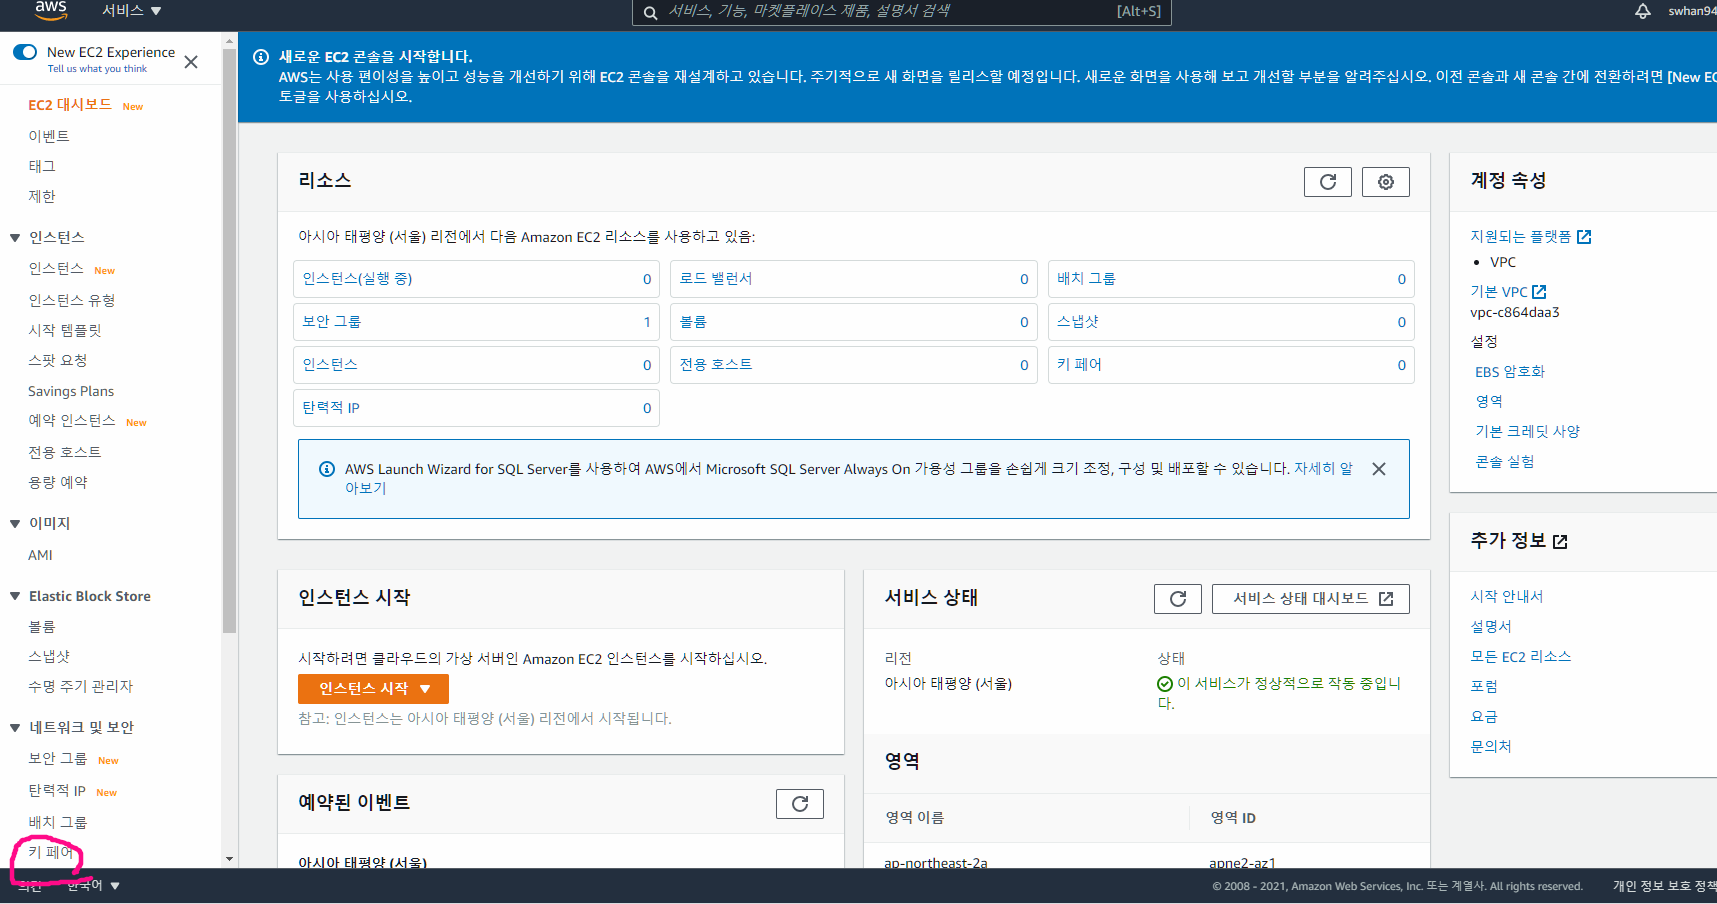 aws
서비스
서비스, 기능, 마켓플레이스 제품, 설명서 검색
[Alt+S]
swhan94
New EC2 Experience
Tell us what you think
EC2 대시보드 New
이벤트
태그
제한
인스턴스
인스턴스 New
인스턴스 유형
시작 템플릿
스팟 요청
Savings Plans
예약 인스턴스 New
전용 호스트
용량 예약
이미지
AMI
Elastic Block Store
볼륨
스냅샷
수명 주기 관리자
네트워크 및 보안
보안 그룹 New
탄력적 IP New
배치 그룹
키 페어
새로운 EC2 콘솔을 시작합니다.
AWS는 사용 편이성을 높이고 성능을 개선하기 위해 EC2 콘솔을 재설계하고 있습니다. 주기적으로 새 화면을 릴리스할 예정입니다. 새로운 화면을 사용해 보고 개선할 부분을 알려주십시오. 이전 콘솔과 새 콘솔 간에 전환하려면 [New EC
토글을 사용하십시오.
리소스
아시아 태평양 (서울) 리전에서 다음 Amazon EC2 리소스를 사용하고 있음:
인스턴스(실행 중) 0
로드 밸런서 0
배치 그룹 0
보안 그룹 1
볼륨 0
스냅샷 0
인스턴스 0
전용 호스트 0
키 페어 0
탄력적 IP 0
AWS Launch Wizard for SQL Server를 사용하여 AWS에서 Microsoft SQL Server Always On 가용성 그룹을 손쉽게 크기 조정, 구성 및 배포할 수 있습니다. 자세히 알
아보기
인스턴스 시작
시작하려면 클라우드의 가상 서버인 Amazon EC2 인스턴스를 시작하십시오.
인스턴스 시작
참고: 인스턴스는 아시아 태평양 (서울) 리전에서 시작됩니다.
예약된 이벤트
아시아 태평양 (서울)
서비스 상태
서비스 상태 대시보드
리전
상태
아시아 태평양 (서울)
이 서비스가 정상적으로 작동 중입니
다.
영역
영역 이름
영역 ID
ap-northeast-2a
apne2-az1
계정 속성
지원되는 플랫폼
VPC
기본 VPC
vpc-c864daa3
설정
EBS 암호화
영역
기본 크레딧 사양
콘솔 실험
추가 정보
시작 안내서
설명서
모든 EC2 리소스
포럼
요금
문의처
의견
한국어
© 2008 - 2021, Amazon Web Services, Inc. 또는 계열사. All rights reserved.
개인 정보 보호 정책